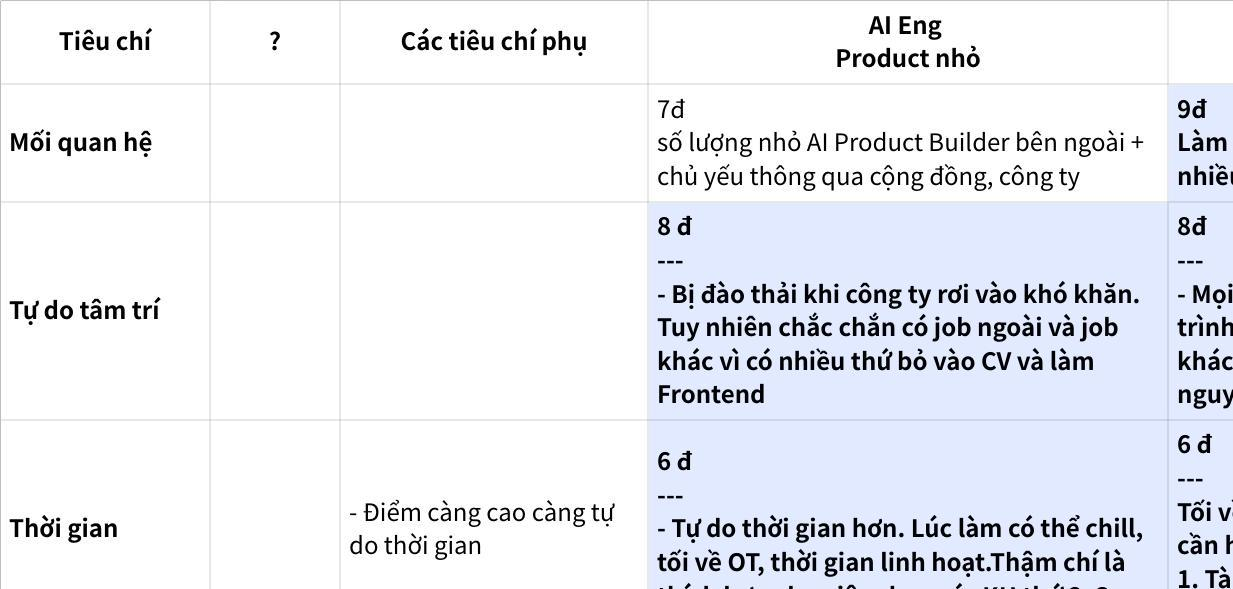 Tiêu chí
?
Các tiêu chí phụ
AI Eng
Product nhỏ
Mối quan hệ
7đ
số lượng nhỏ AI Product Builder bên ngoài +
chủ yếu thông qua cộng đồng, công ty
9đ
Làm
Tự do tâm trí
8 đ
---
- Bị đào thải khi công ty rơi vào khó khăn.
Tuy nhiên chắc chắn có job ngoài và job
khác vì có nhiều thứ bỏ vào CV và làm
Frontend
8đ
---
- Mọi
trình
khác
Thời gian
- Điểm càng cao càng tự
do thời gian
6 đ
---
- Tự do thời gian hơn. Lúc làm có thể chill,
tối về OT, thời gian linh hoạt.Thậm chí là
6 đ
---
Tối
cần
1.